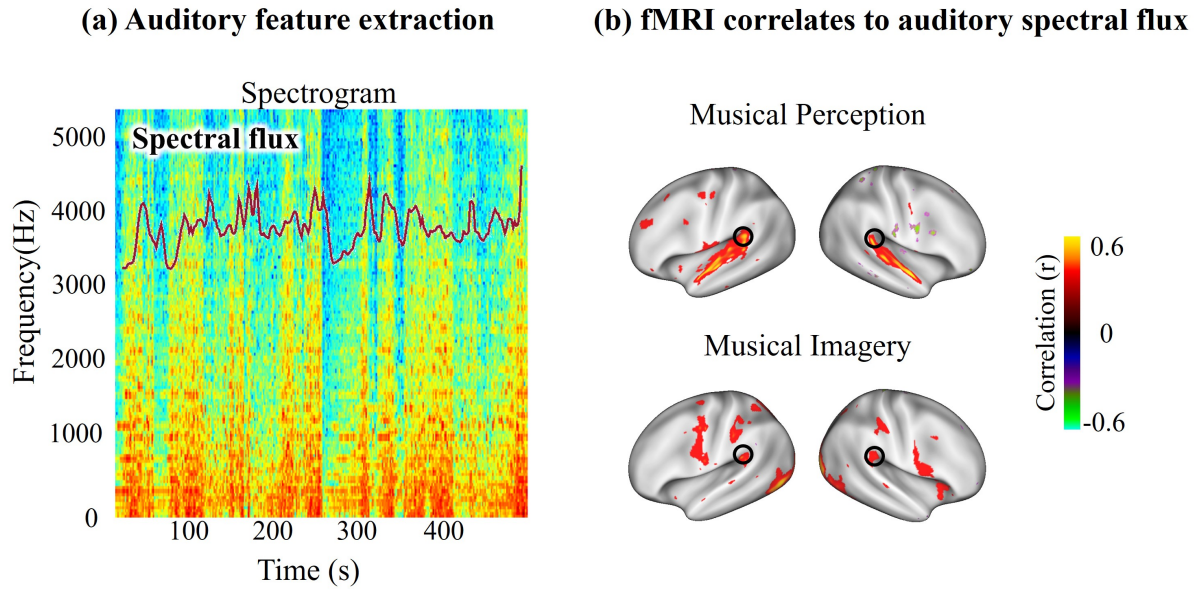 (a) Auditory feature extraction
(b) fMRI correlates to auditory spectral flux
Spectrogram
Spectral flux
Frequency(Hz)
5000
4000
3000
2000
1000
0
100
200
300
400
Time (s)
Musical Perception
Musical Imagery
Correlation (r)
0.6
0
-0.6